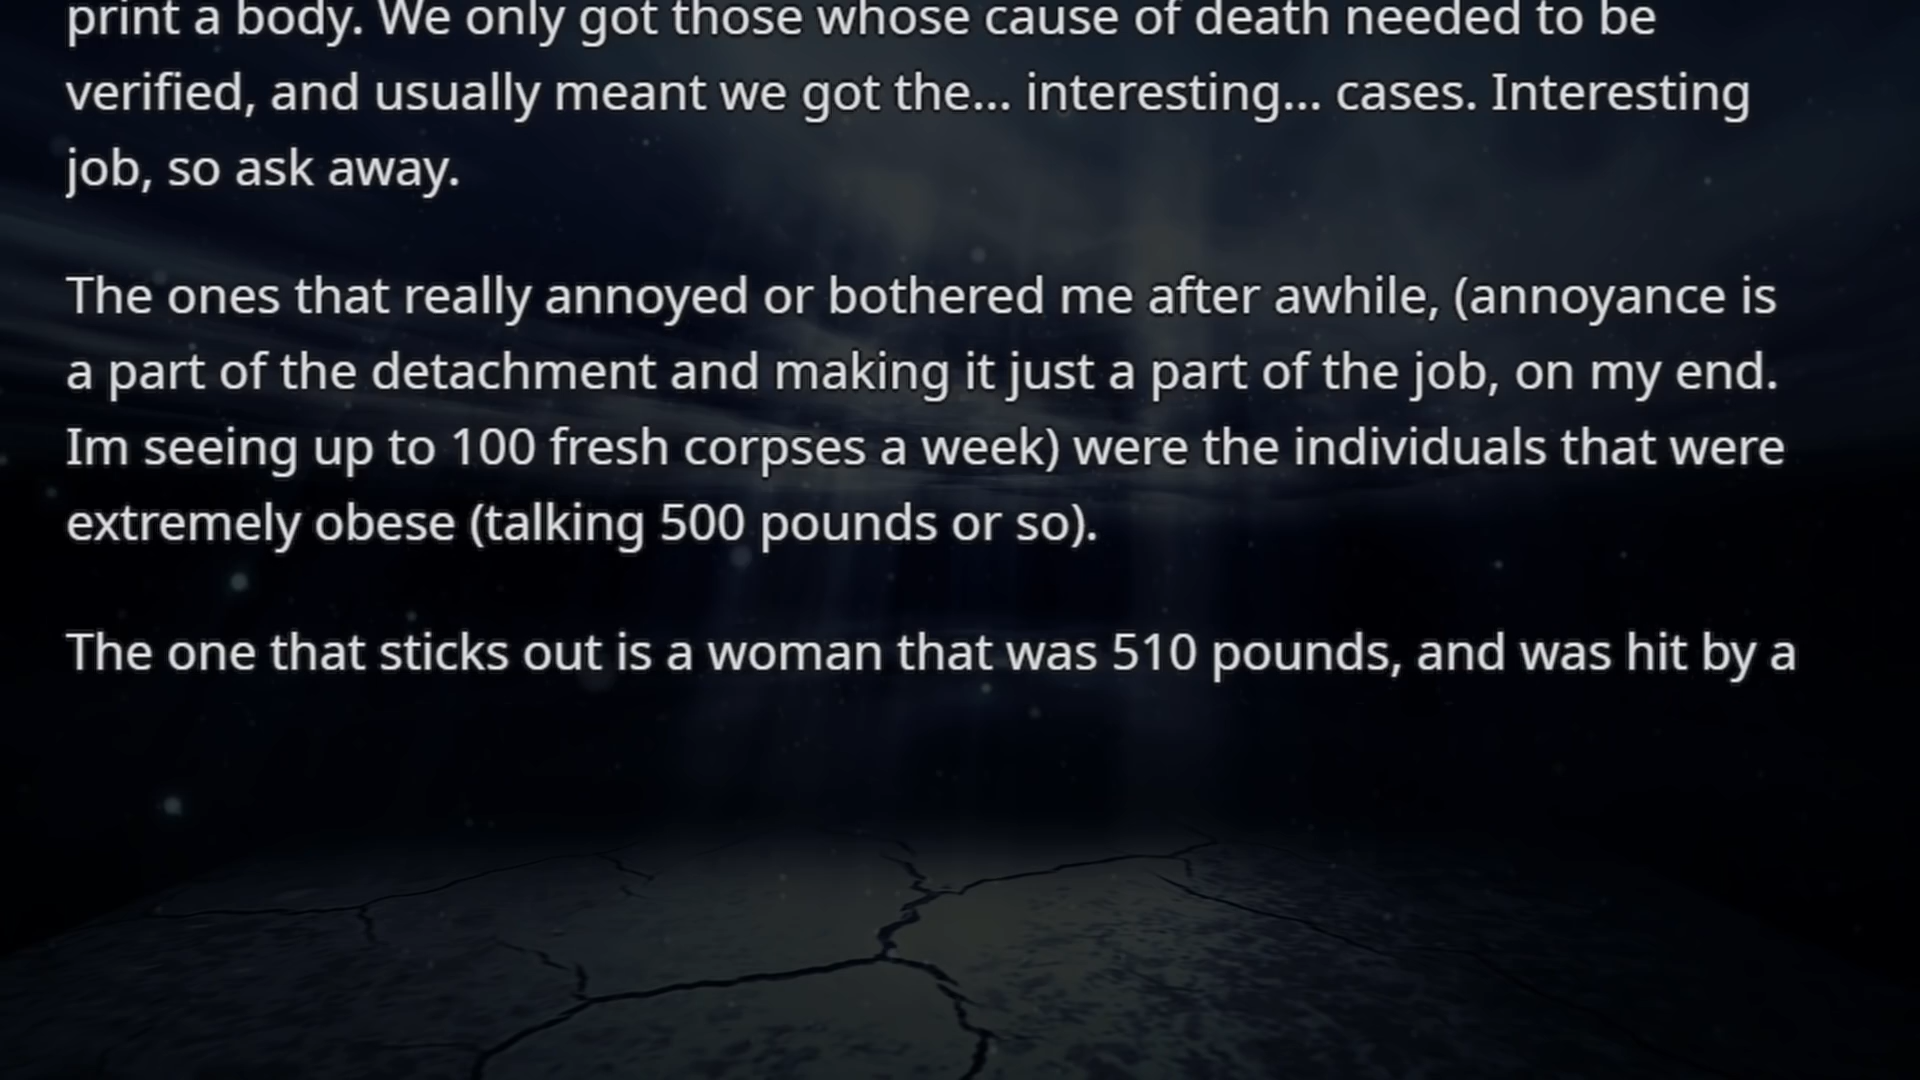 print a body. We only got those whose cause of death needed to be
verified, and usually meant we got the... interesting... cases. Interesting
job, so ask away.
The ones that really annoyed or bothered me after awhile, (annoyance is
a part of the detachment and making it just a part of the job, on my end.
Im seeing up to 100 fresh corpses a week) were the individuals that were
extremely obese (talking 500 pounds or so).
The one that sticks out is a woman that was 510 pounds, and was hit by a